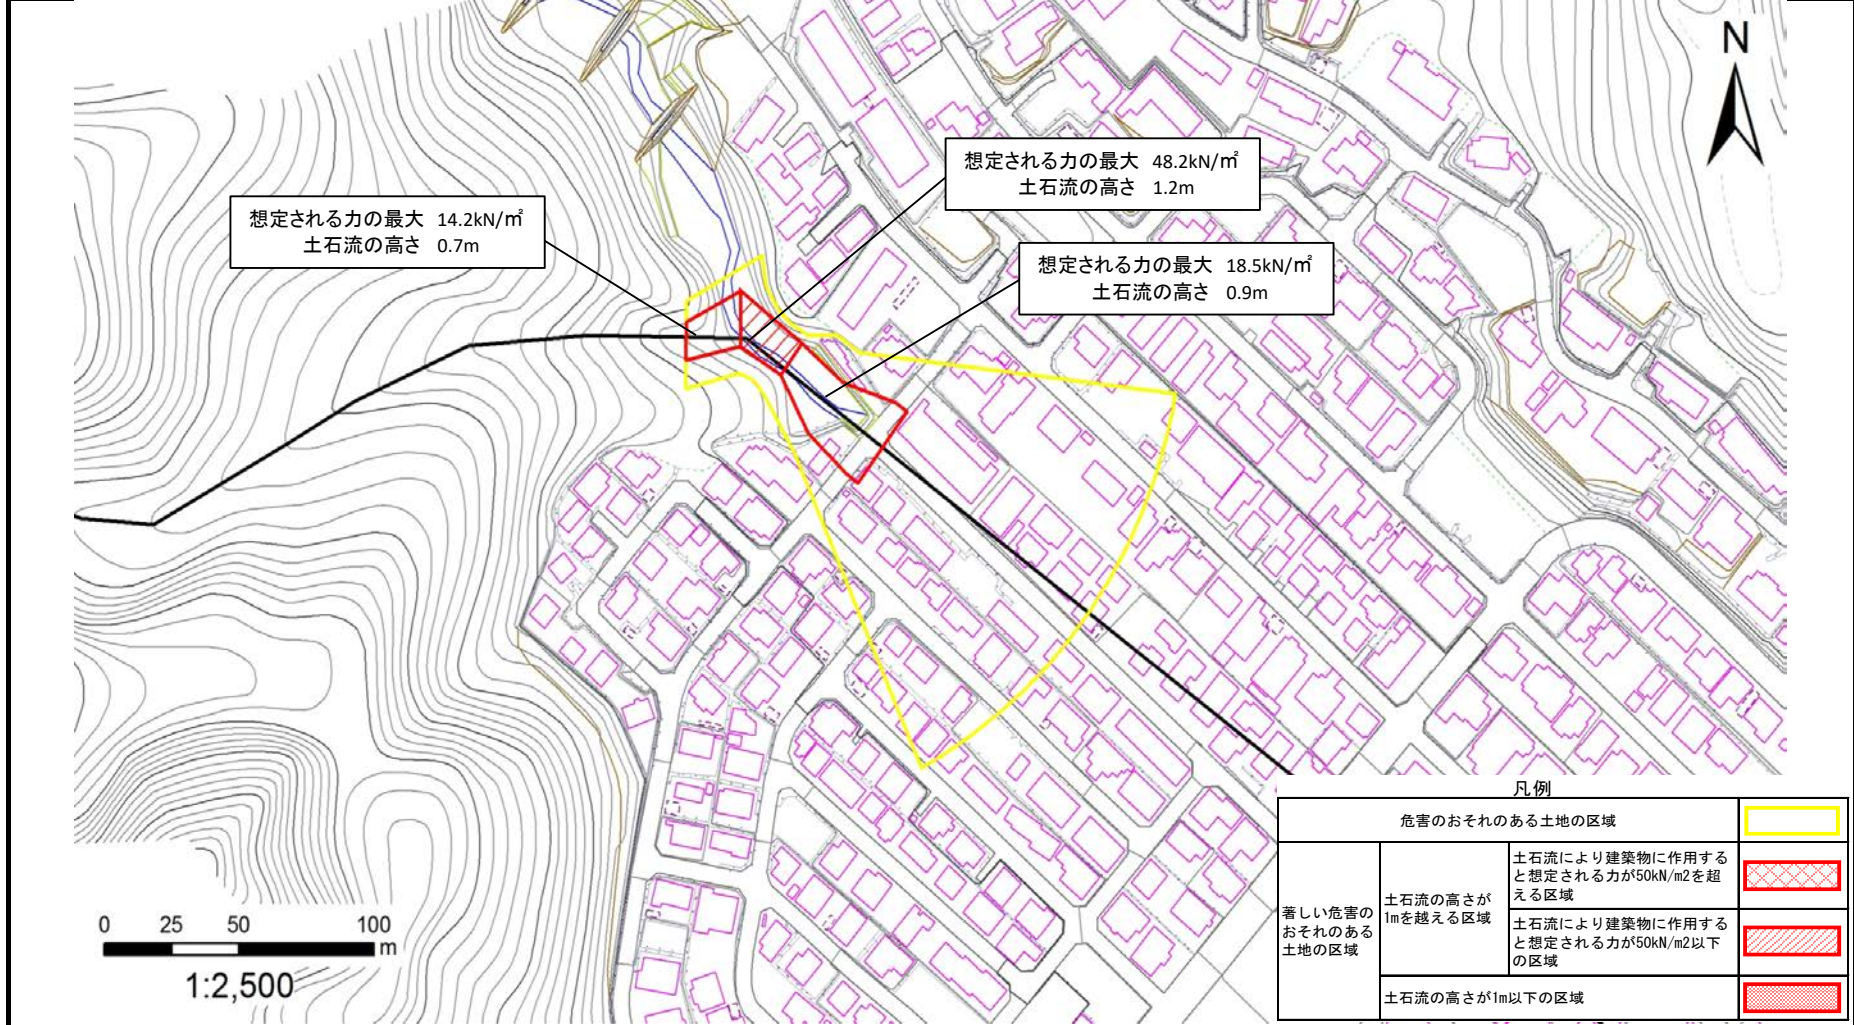 N
想定される力の最大 48.2kN/㎡
土石流の高さ 1.2m
想定される力の最大 14.2kN/㎡
土石流の高さ 0.7m
想定される力の最大 18.5kN/㎡
土石流の高さ 0.9m
凡例
危害のおそれのある土地の区域
著しい危害の
おそれのある
土地の区域
土石流の高さが
1mを越える区域
土石流により建築物に作用する
と想定される力が50kN/m2を超
える区域
土石流により建築物に作用する
と想定される力が50kN/m2以下
の区域
土石流の高さが1m以下の区域
0 25 50 100
m
1:2,500